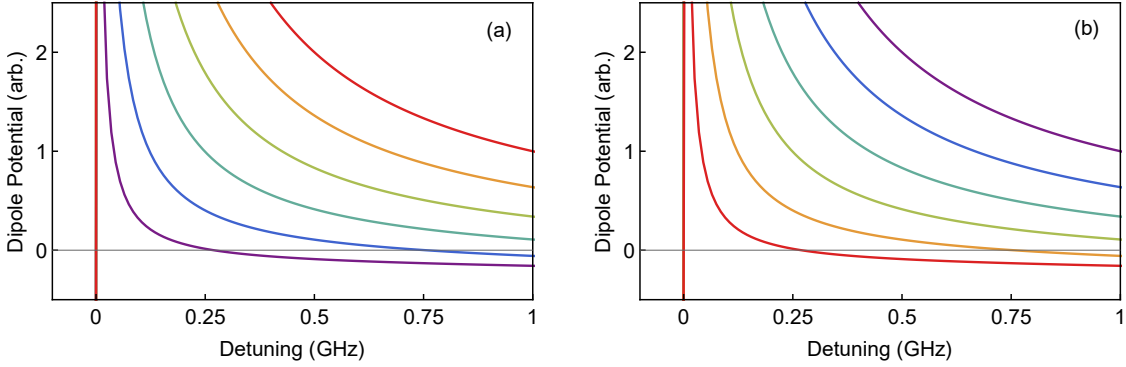 (a)
Dipole Potential (arb.)
2
1
0
0 0.25 0.5 0.75 1
Detuning (GHz)
(b)
Dipole Potential (arb.)
2
1
0
0 0.25 0.5 0.75 1
Detuning (GHz)